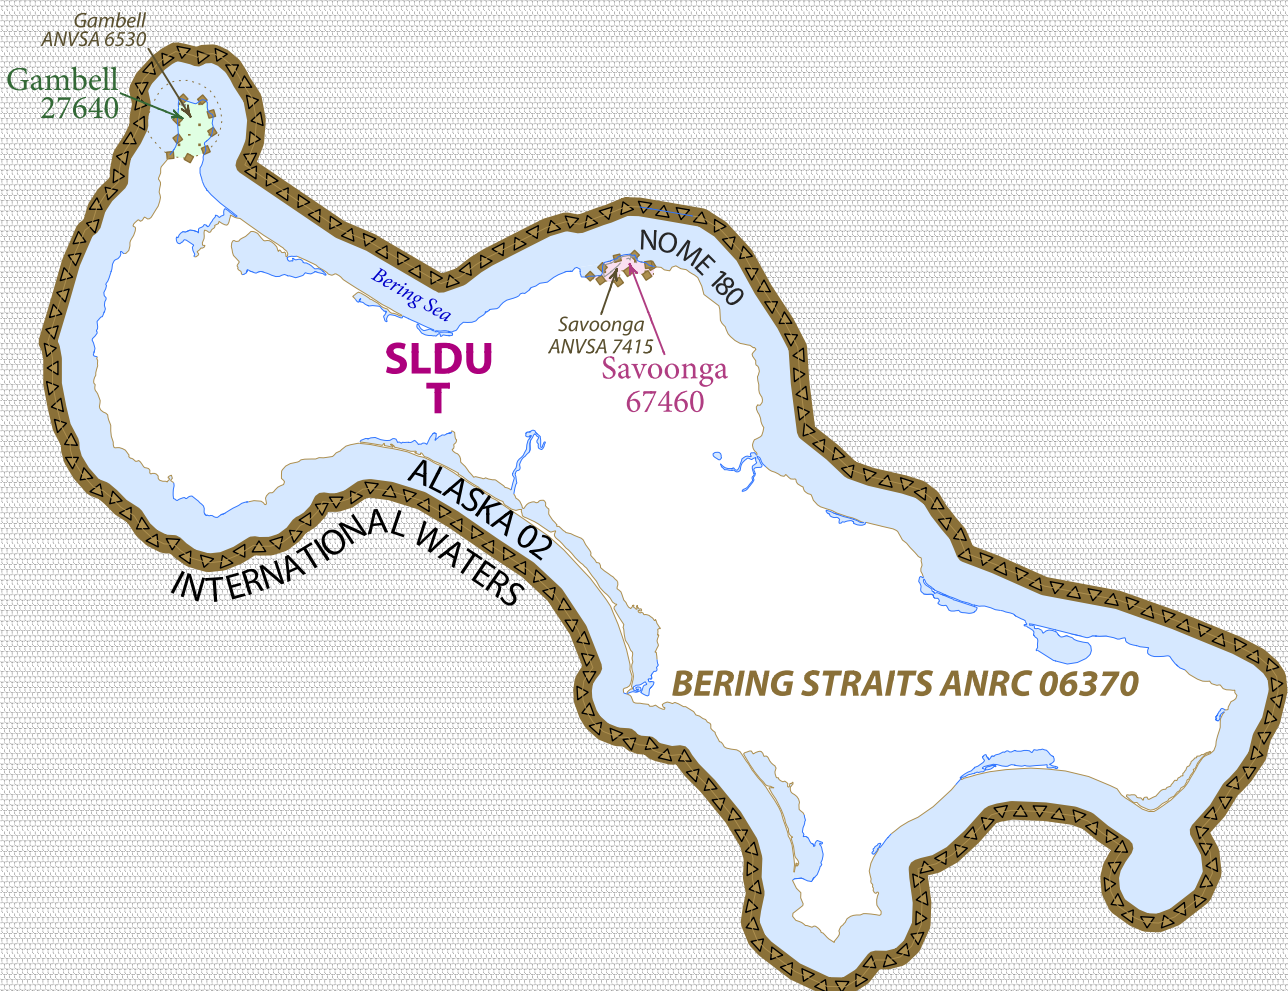 Gambell
ANVSA 6530
Gambell
27640
NOME 180
Bering Sea
Savoonga
ANVSA 7415
SLDU
T
Savoonga
67460
ALASKA 02
INTERNATIONAL WATERS
BERING STRAITS ANRC 06370